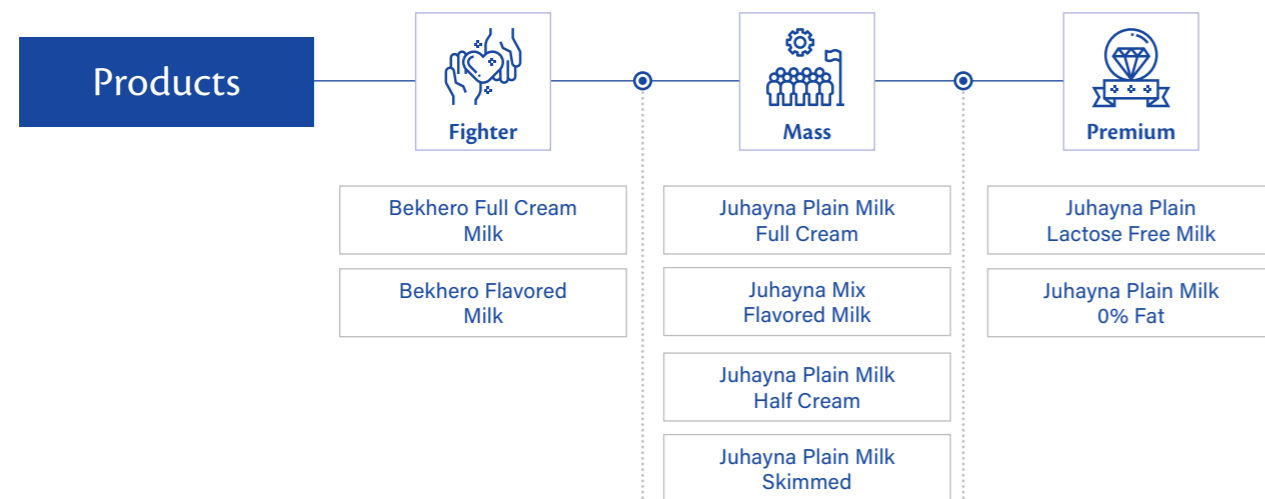 Products
Fighter
Mass
Premium
Bekhero Full Cream
Milk
Bekhero Flavored
Milk
Juhayna Plain Milk
Full Cream
Juhayna Mix
Flavored Milk
Juhayna Plain Milk
Half Cream
Juhayna Plain Milk
Skimmed
Juhayna Plain
Lactose Free Milk
Juhayna Plain Milk
0% Fat